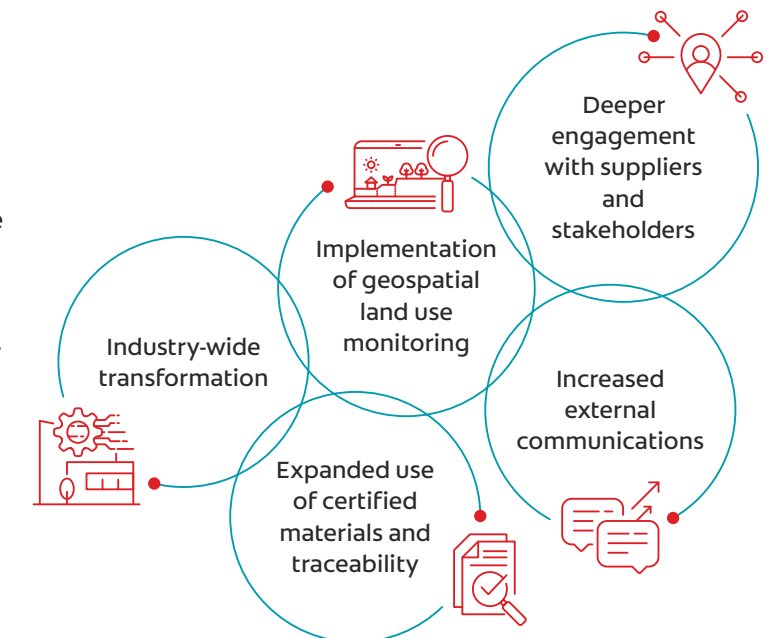 Deeper
engagement
with suppliers
and
stakeholders
Implementation
of geospatial
land use
monitoring
Industry-wide
transformation
Increased
external
communications
Expanded use
of certified
materials and
traceability